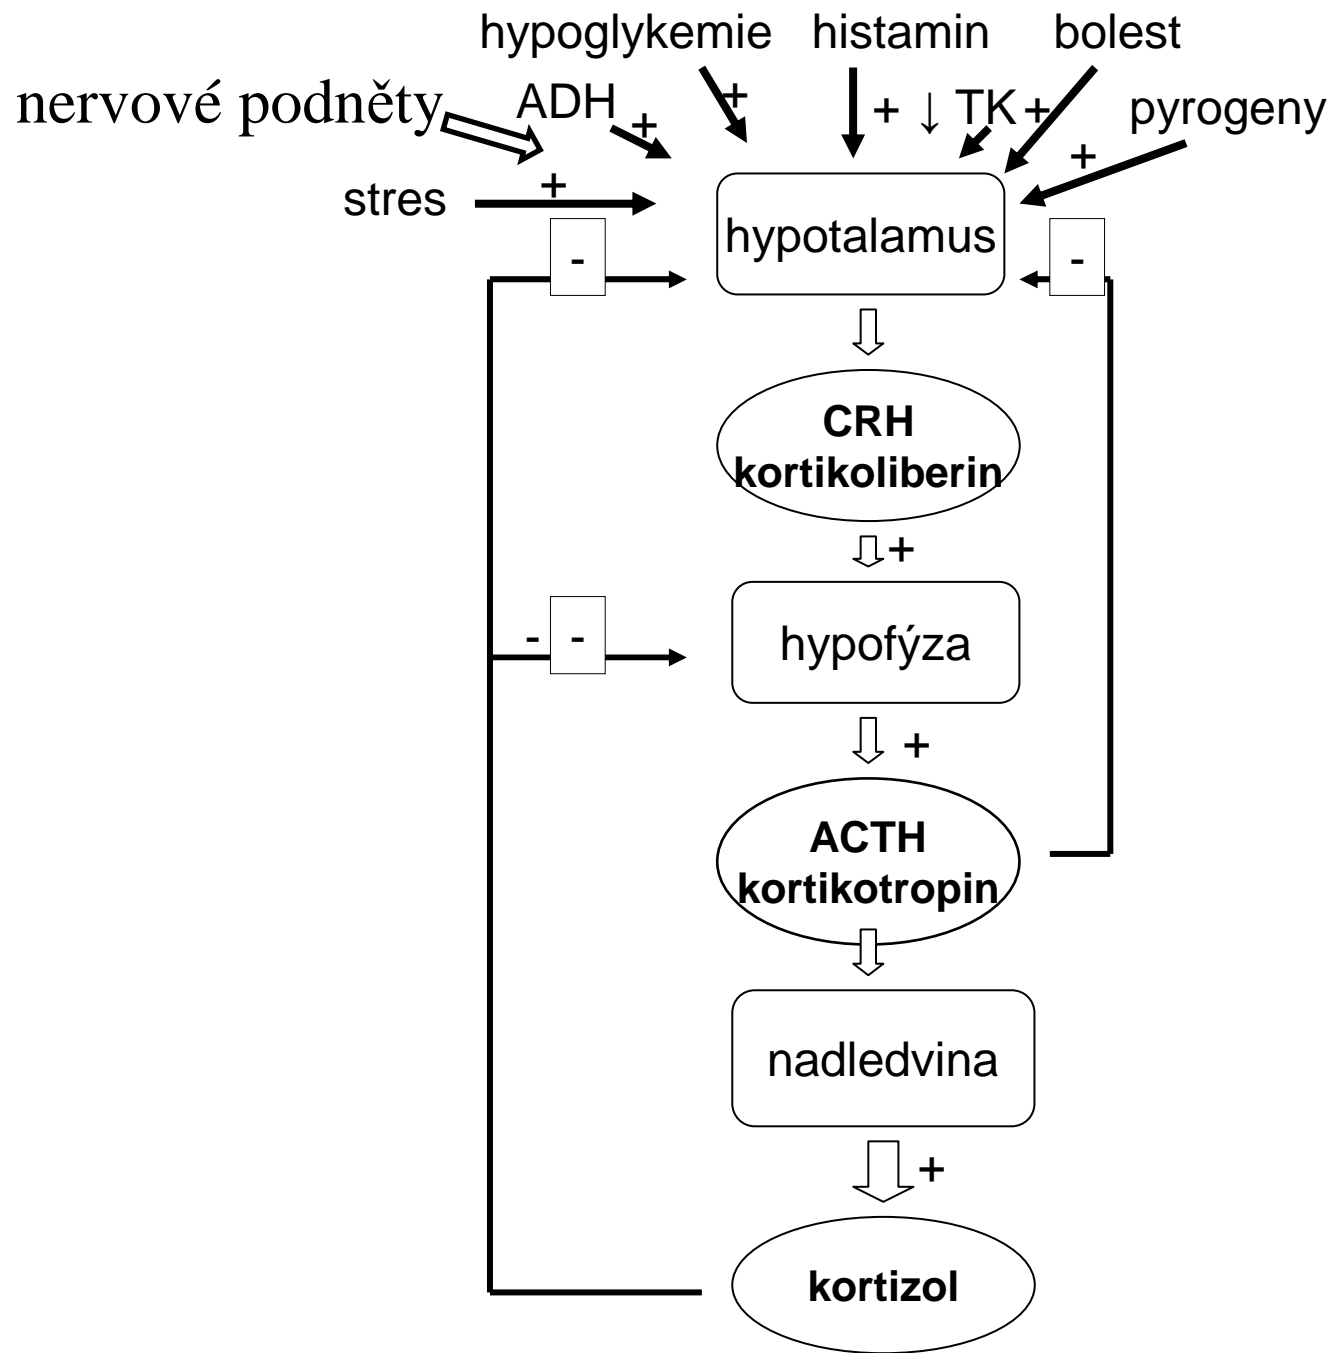 hypoglykemie histamin bolest
nervové podněty ADH + + + ↓ TK + pyrogeny
+
stres +
hypotalamus
- -
CRH
kortikoliberin
+
- - hypofýza
+
ACTH
kortikotropin
nadledvina
+
kortizol